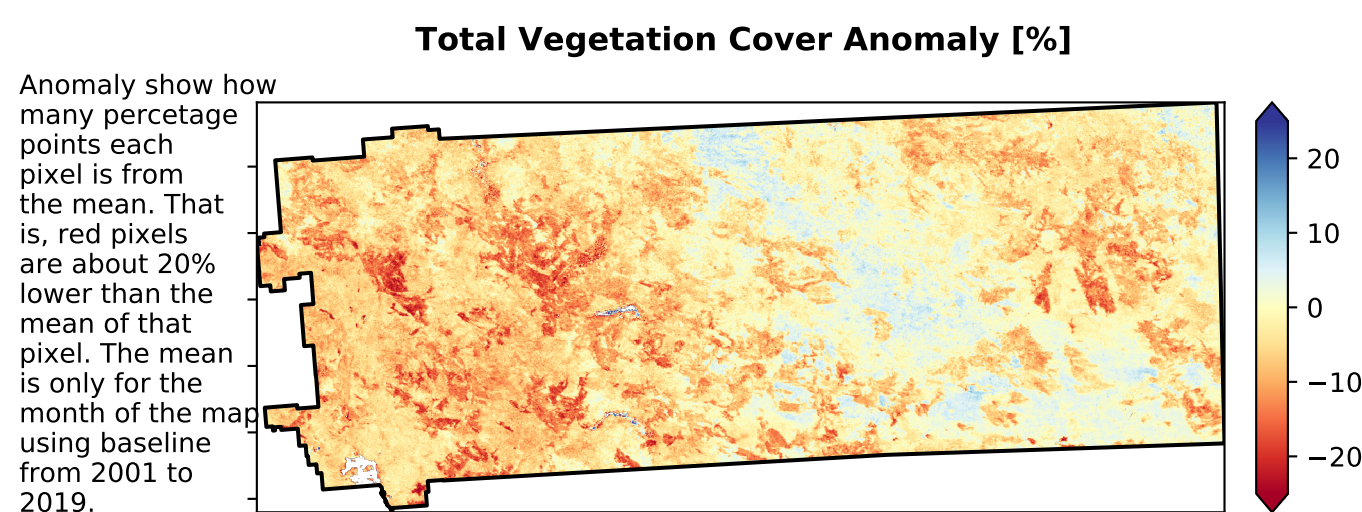 Total Vegetation Cover Anomaly [%]
Anomaly show how
many percetage
points each
pixel is from
the mean. That
is, red pixels
are about 20%
lower than the
mean of that
pixel. The mean
is only for the
month of the map
using baseline
from 2001 to
2019.
20
10
0
−10
−20